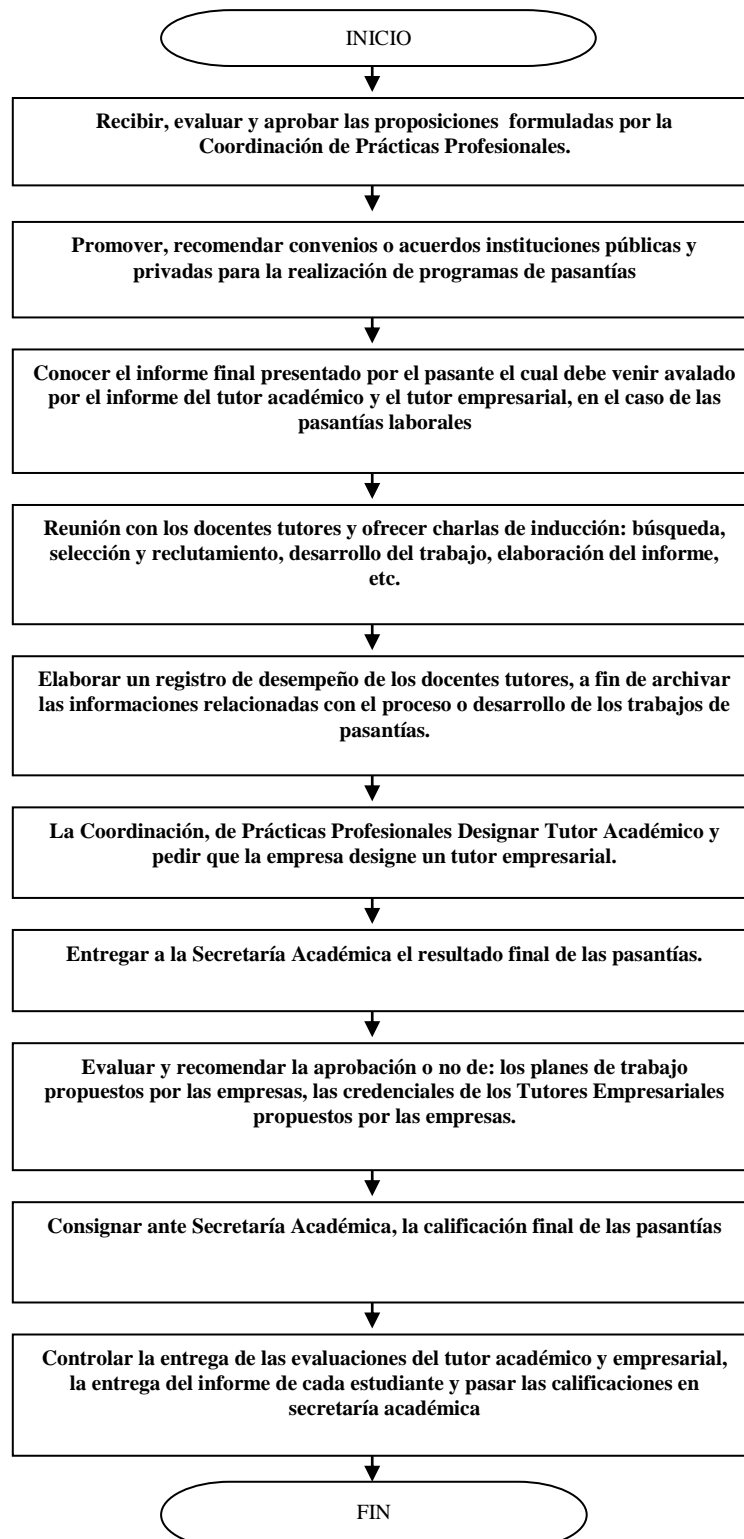 INICIO
Recibir, evaluar y aprobar las proposiciones formuladas por la
Coordinación de Prácticas Profesionales.
Promover, recomendar convenios o acuerdos instituciones públicas y
privadas para la realización de programas de pasantías
Conocer el informe final presentado por el pasante el cual debe venir avalado
por el informe del tutor académico y el tutor empresarial, en el caso de las
pasantías laborales
Reunión con los docentes tutores y ofrecer charlas de inducción: búsqueda,
selección y reclutamiento, desarrollo del trabajo, elaboración del informe,
etc.
Elaborar un registro de desempeño de los docentes tutores, a fin de archivar
las informaciones relacionadas con el proceso o desarrollo de los trabajos de
pasantías.
La Coordinación, de Prácticas Profesionales Designar Tutor Académico y
pedir que la empresa designe un tutor empresarial.
Entregar a la Secretaría Académica el resultado final de las pasantías.
Evaluar y recomendar la aprobación o no de: los planes de trabajo
propuestos por las empresas, las credenciales de los Tutores Empresariales
propuestos por las empresas.
Consignar ante Secretaría Académica, la calificación final de las pasantías
Controlar la entrega de las evaluaciones del tutor académico y empresarial,
la entrega del informe de cada estudiante y pasar las calificaciones en
secretaría académica
FIN